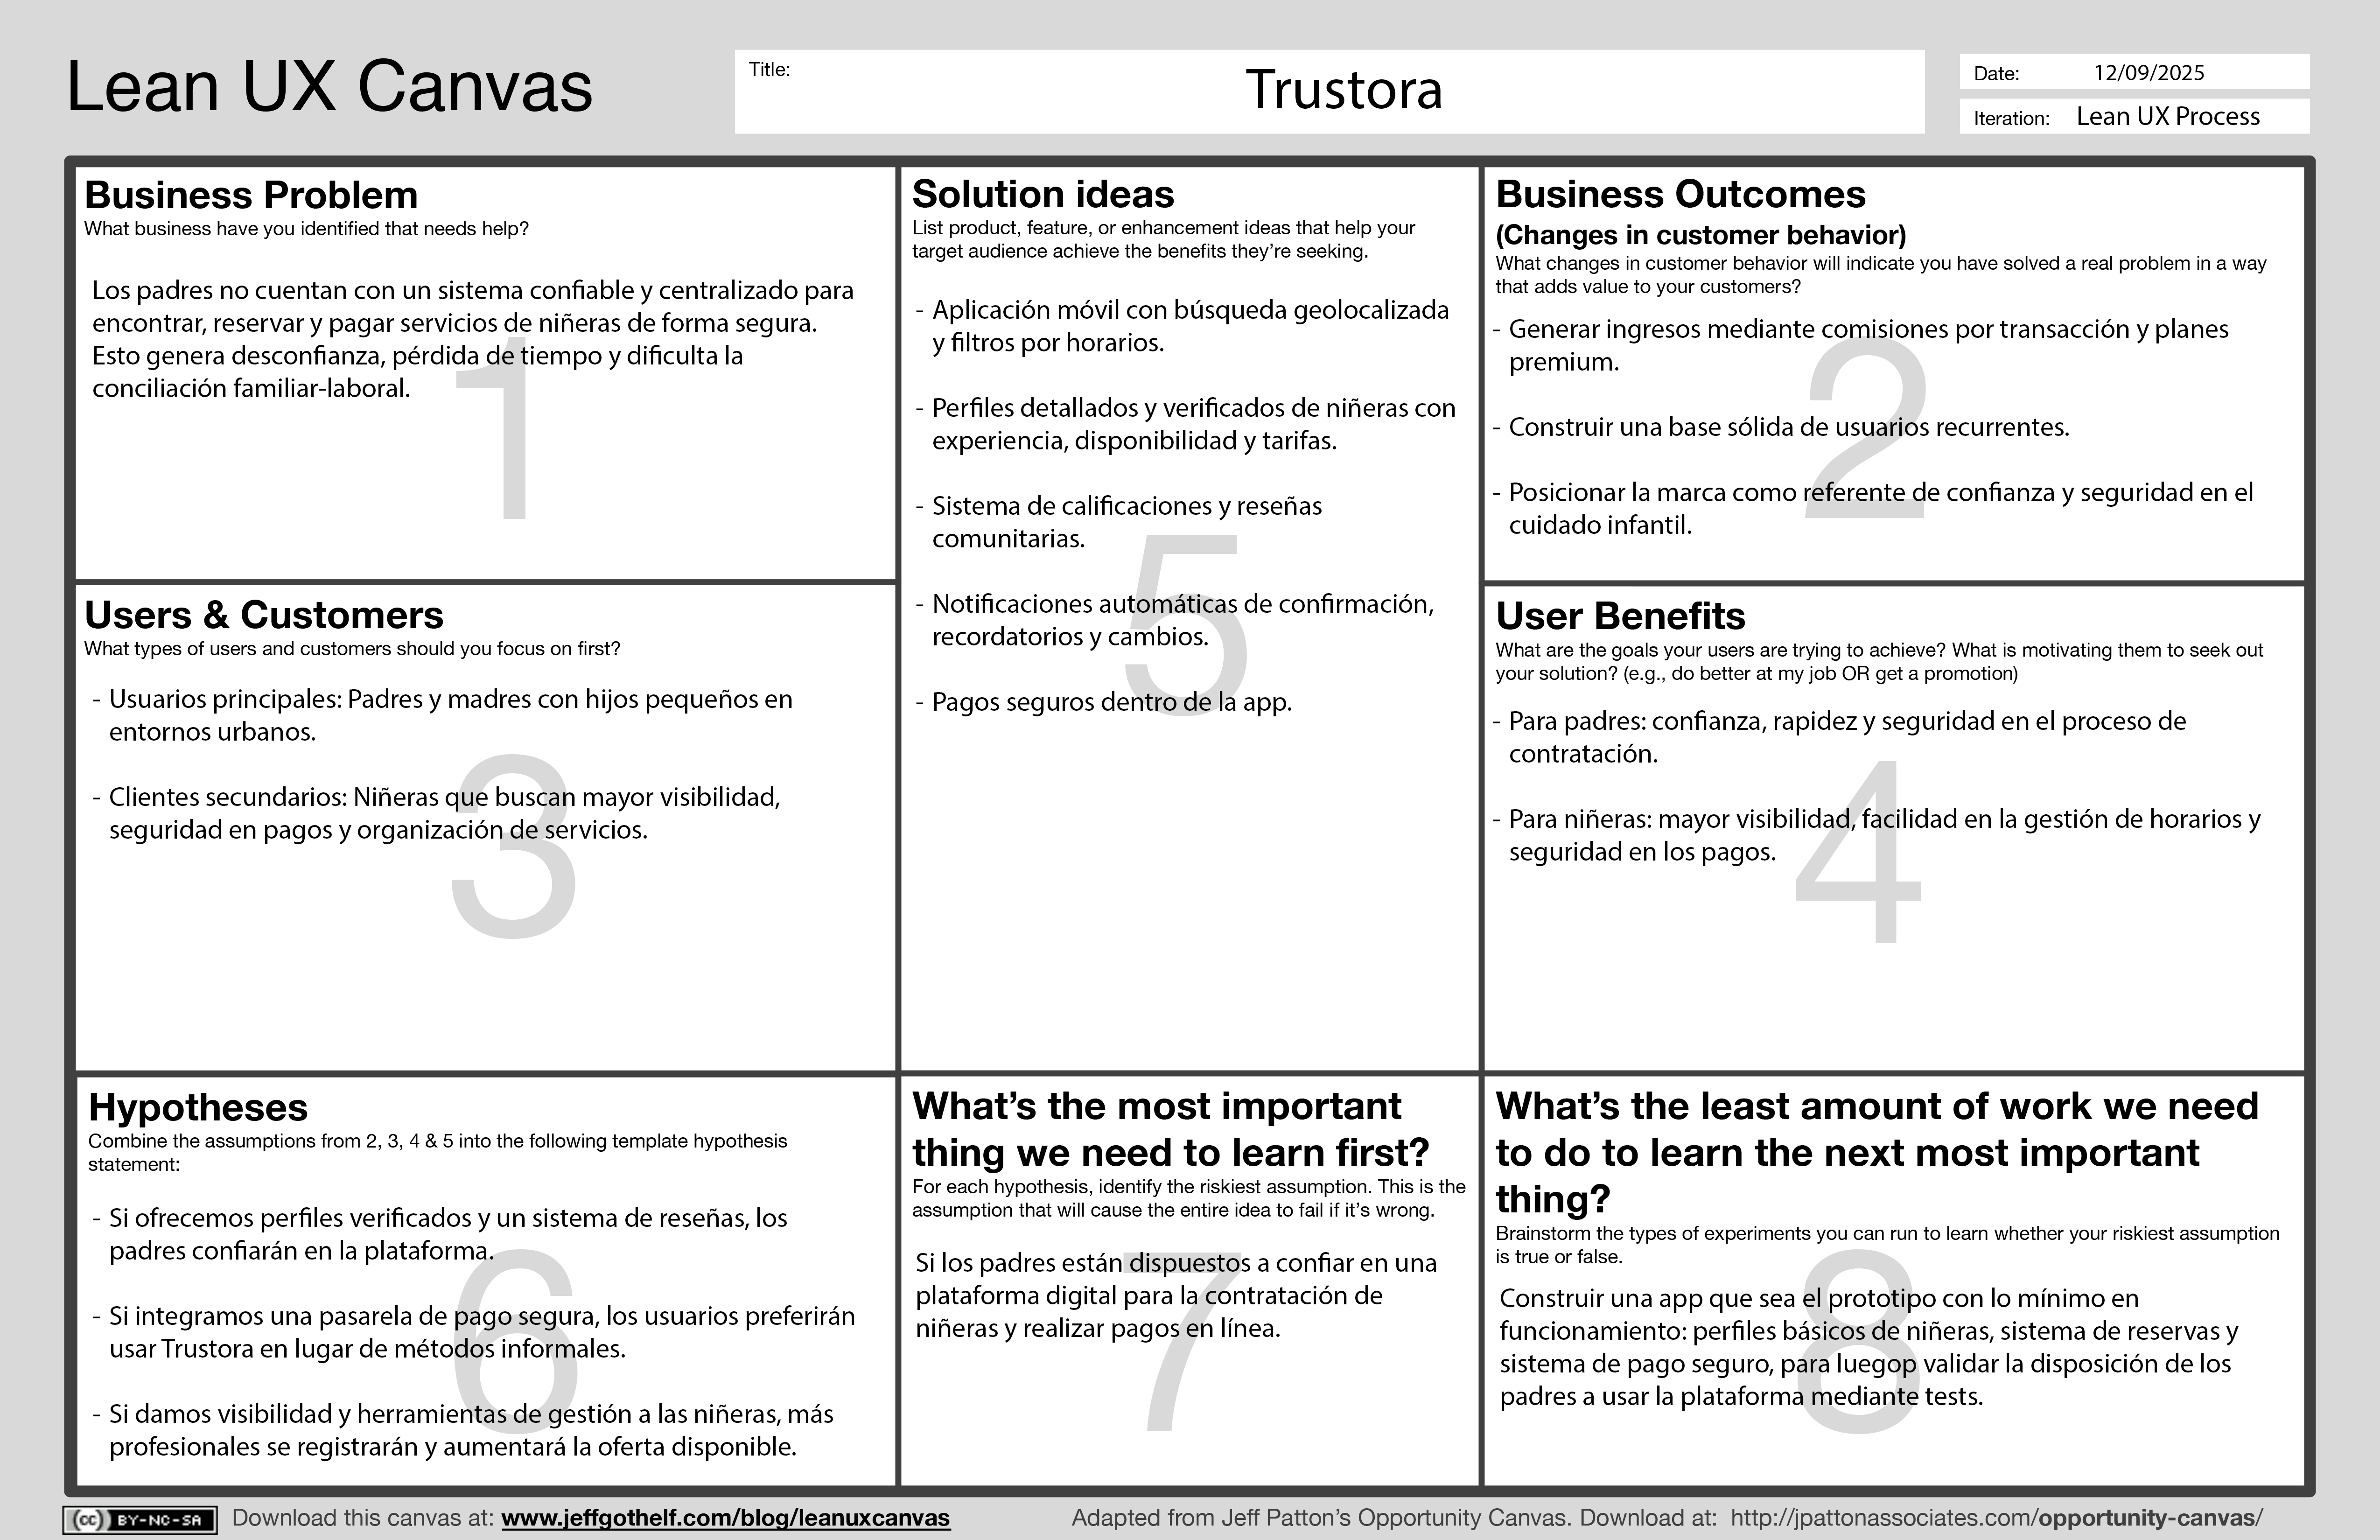 Lean UX Canvas
Title:
Trustora
Date:
12/09/2025
Iteration:
Lean UX Process
Business Problem
What business have you identified that needs help?
Los padres no cuentan con un sistema confiable y centralizado para
encontrar, reservar y pagar servicios de niñeras de forma segura.
Esto genera desconfianza, pérdida de tiempo y dificulta la
conciliación familiar-laboral.
1
Business Outcomes
(Changes in customer behavior)
What changes in customer behavior will indicate you have solved a real problem in a way
that adds value to your customers?
- Generar ingresos mediante comisiones por transacción y planes
premium.
- Construir una base sólida de usuarios recurrentes.
- Posicionar la marca como referente de confianza y seguridad en el
cuidado infantil.
2
Users & Customers
What types of users and customers should you focus on first?
- Usuarios principales: Padres y madres con hijos pequeños en
entornos urbanos.
- Clientes secundarios: Niñeras que buscan mayor visibilidad,
seguridad en pagos y organización de servicios.
3
User Benefits
What are the goals your users are trying to achieve? What is motivating them to seek out
your solution? (e.g., do better at my job OR get a promotion)
- Para padres: confianza, rapidez y seguridad en el proceso de
contratación.
- Para niñeras: mayor visibilidad, facilidad en la gestión de horarios y
seguridad en los pagos.
4
Solution ideas
List product, feature, or enhancement ideas that help your
target audience achieve the benefits they're seeking.
- Aplicación móvil con búsqueda geolocalizada
y filtros por horarios.
- Perfiles detallados y verificados de niñeras con
experiencia, disponibilidad y tarifas.
- Sistema de calificaciones y reseñas
comunitarias.
- Notificaciones automáticas de confirmación,
recordatorios y cambios.
- Pagos seguros dentro de la app.
5
Hypotheses
Combine the assumptions from 2, 3, 4 & 5 into the following template hypothesis
statement:
- Si ofrecemos perfiles verificados y un sistema de reseñas, los
padres confiarán en la plataforma.
- Si integramos una pasarela de pago segura, los usuarios preferirán
usar Trustora en lugar de métodos informales.
- Si damos visibilidad y herramientas de gestión a las niñeras, más
profesionales se registrarán y aumentará la oferta disponible.
6
What's the most important
thing we need to learn first?
For each hypothesis, identify the riskiest assumption. This is the
assumption that will cause the entire idea to fail if it's wrong.
Si los padres están dispuestos a confiar en una
plataforma digital para la contratación de
niñeras y realizar pagos en línea.
7
What's the least amount of work we need
to do to learn the next most important
thing?
Brainstorm the types of experiments you can run to learn whether your riskiest assumption
is true or false.
Construir una app que sea el prototipo con lo mínimo en
funcionamiento: perfiles básicos de niñeras, sistema de reservas y
sistema de pago seguro, para luegop validar la disposición de los
padres a usar la plataforma mediante tests.
8
(cc) BY-NC-SA
Download this canvas at: www.jeffgothelf.com/blog/leanuxcanvas
Adapted from Jeff Patton's Opportunity Canvas. Download at: http://jpattonassociates.com/opportunity-canvas/